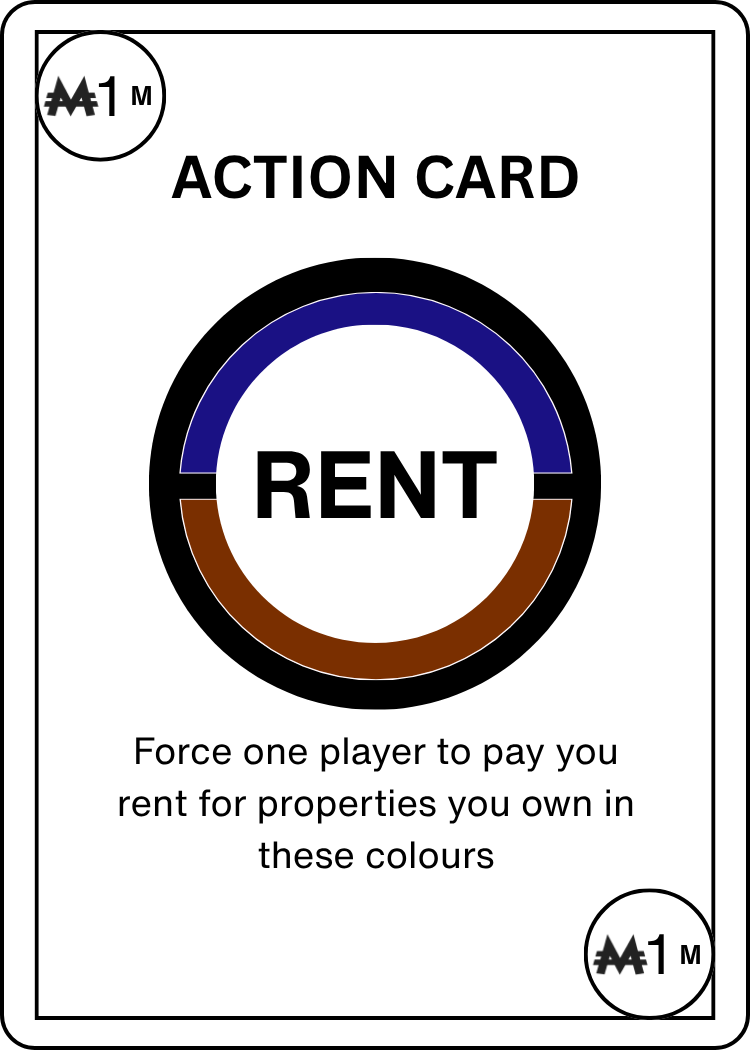 ₩1 M
ACTION CARD
RENT
Force one player to pay you
rent for properties you own in
these colours
₩1 M